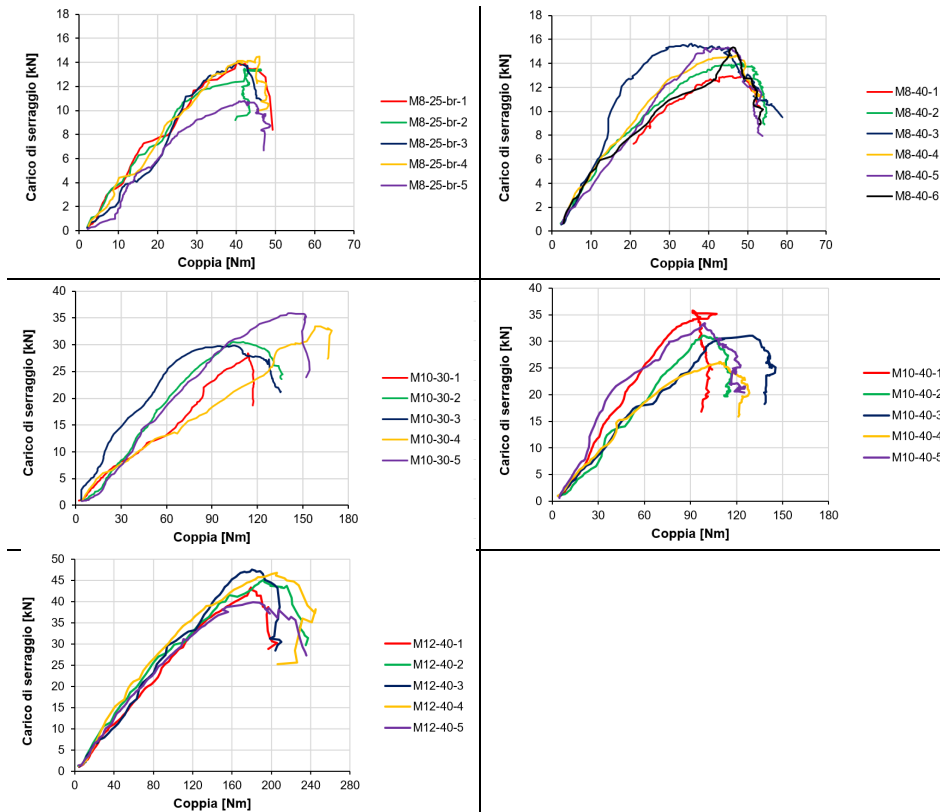 18
16
14
12
10
8
6
4
2
0
Carico di serraggio [kN]
0 10 20 30 40 50 60 70
Coppia [Nm]
M8-25-br-1
M8-25-br-2
M8-25-br-3
M8-25-br-4
M8-25-br-5
18
16
14
12
10
8
6
4
2
0
Carico di serraggio [kN]
0 10 20 30 40 50 60 70
Coppia [Nm]
M8-40-1
M8-40-2
M8-40-3
M8-40-4
M8-40-5
M8-40-6
40
35
30
25
20
15
10
5
0
Carico di serraggio [kN]
0 30 60 90 120 150 180
Coppia [Nm]
M10-30-1
M10-30-2
M10-30-3
M10-30-4
M10-30-5
40
35
30
25
20
15
10
5
0
Carico di serraggio [kN]
0 30 60 90 120 150 180
Coppia [Nm]
M10-40-1
M10-40-2
M10-40-3
M10-40-4
M10-40-5
50
45
40
35
30
25
20
15
10
5
0
Carico di serraggio [kN]
0 40 80 120 160 200 240 280
Coppia [Nm]
M12-40-1
M12-40-2
M12-40-3
M12-40-4
M12-40-5